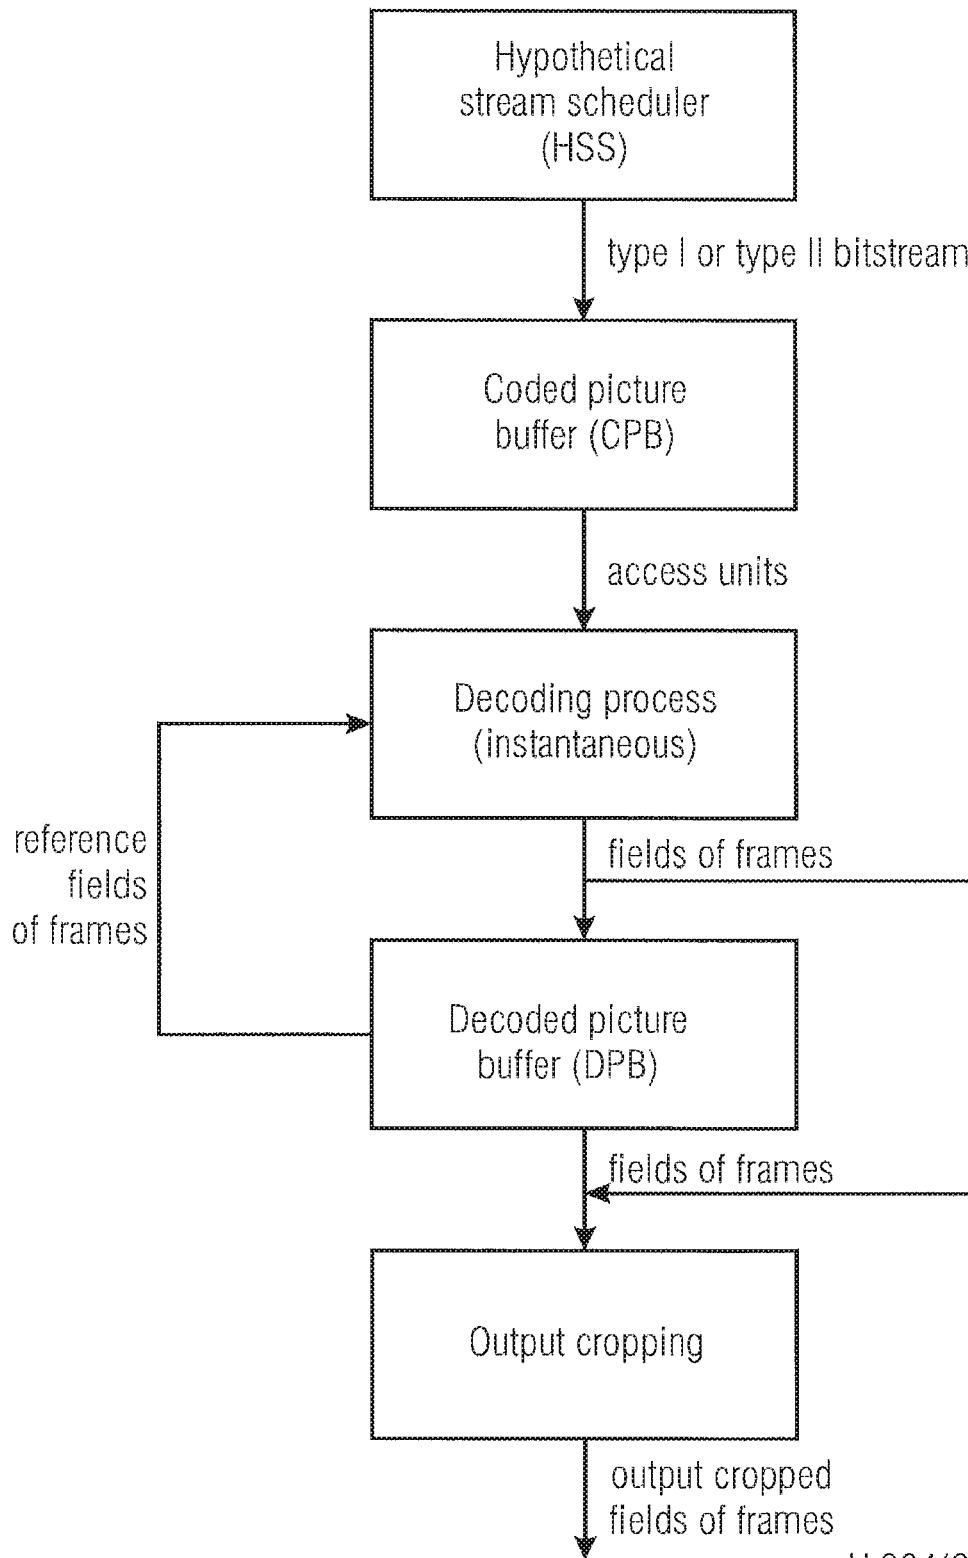 Hypothetical
stream scheduler
(HSS)
type I or type II bitstream
Coded picture
buffer (CPB)
access units
Decoding process
(instantaneous)
fields of frames
reference
fields
of frames
Decoded picture
buffer (DPB)
fields of frames
Output cropping
output cropped
fields of frames